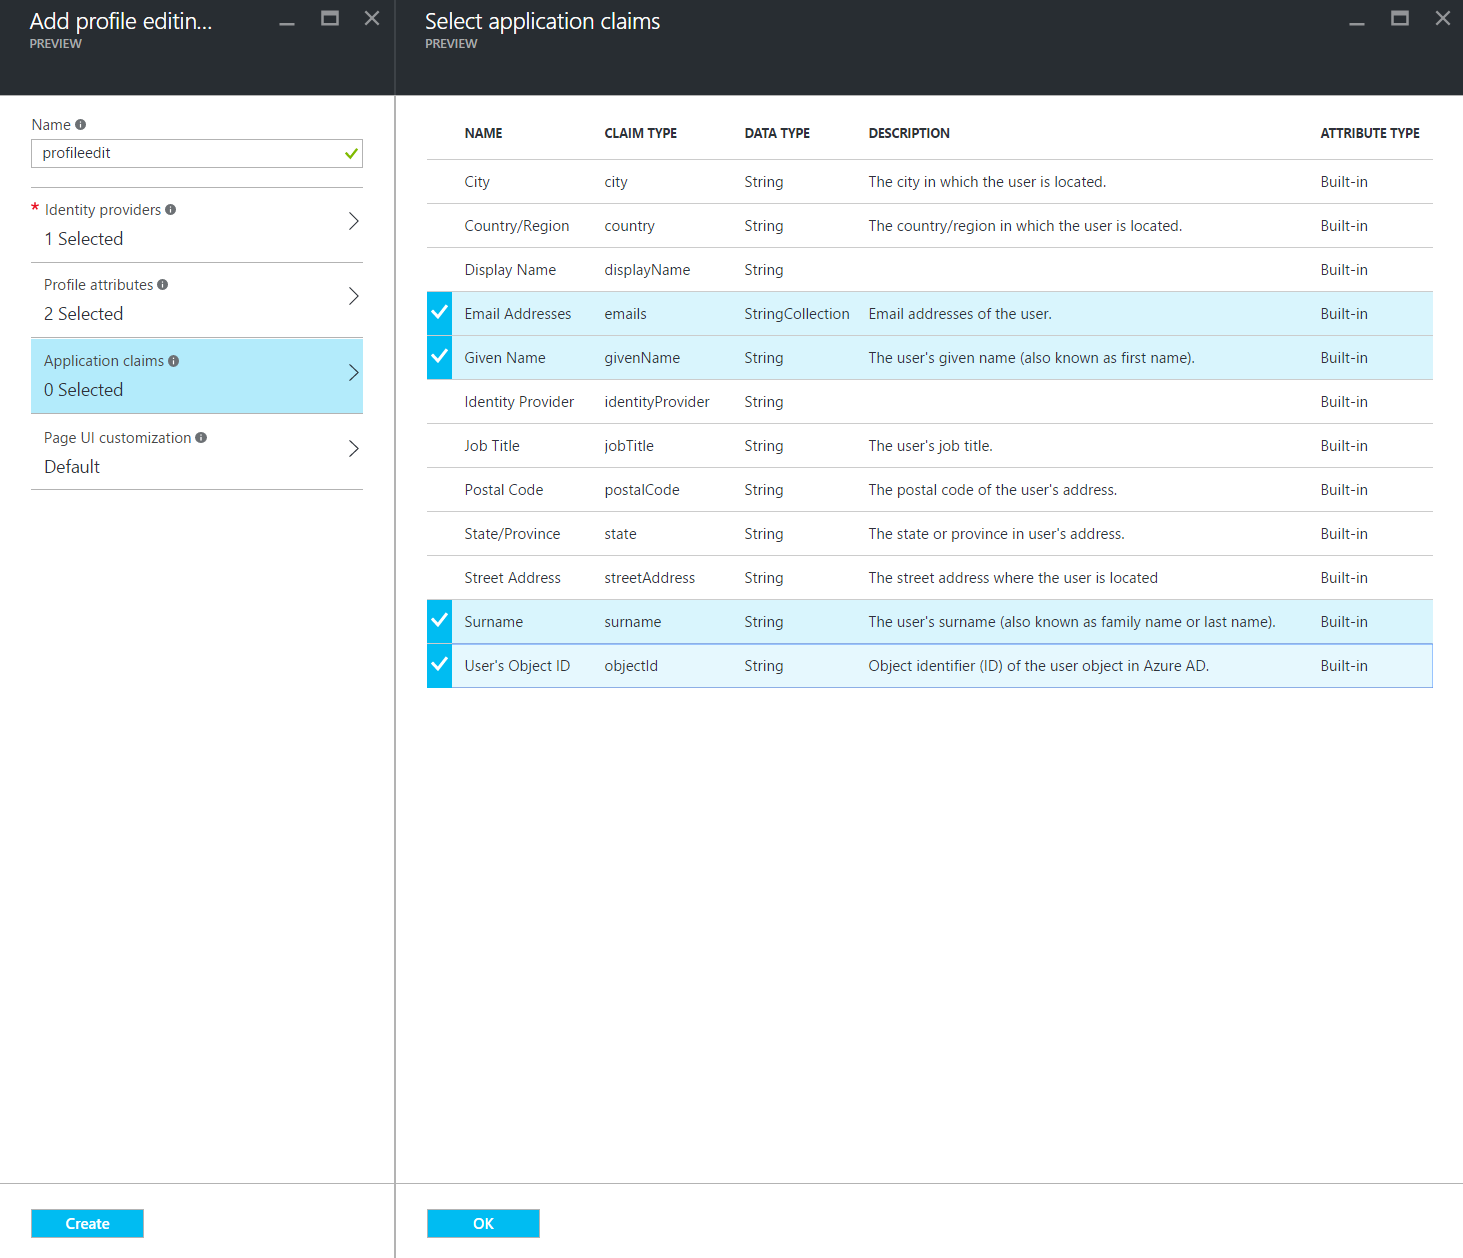 Add profile editin...
PREVIEW
Name
profileedit
* Identity providers
1 Selected
Profile attributes
2 Selected
Application claims
0 Selected
Page UI customization
Default
Create
Select application claims
PREVIEW
NAME CLAIM TYPE DATA TYPE DESCRIPTION ATTRIBUTE TYPE
City city String The city in which the user is located. Built-in
Country/Region country String The country/region in which the user is located. Built-in
Display Name displayName String Built-in
Email Addresses emails StringCollection Email addresses of the user. Built-in
Given Name givenName String The user's given name (also known as first name). Built-in
Identity Provider identityProvider String Built-in
Job Title jobTitle String The user's job title. Built-in
Postal Code postalCode String The postal code of the user's address. Built-in
State/Province state String The state or province in user's address. Built-in
Street Address streetAddress String The street address where the user is located Built-in
Surname surname String The user's surname (also known as family name or last name). Built-in
User's Object ID objectId String Object identifier (ID) of the user object in Azure AD. Built-in
OK